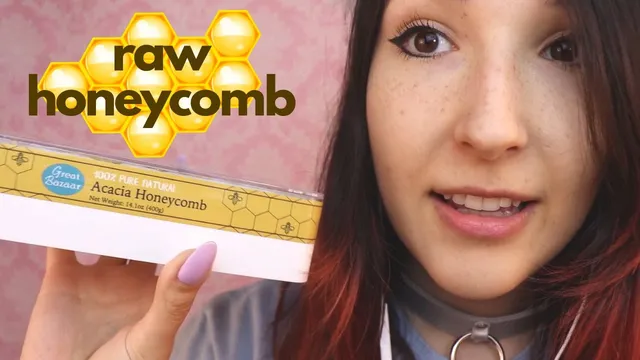 raw
honeycomb
Great
Bazaar
100% PURE NATURAL
Acacia Honeycomb
Net Weight: 14.1oz (400g)